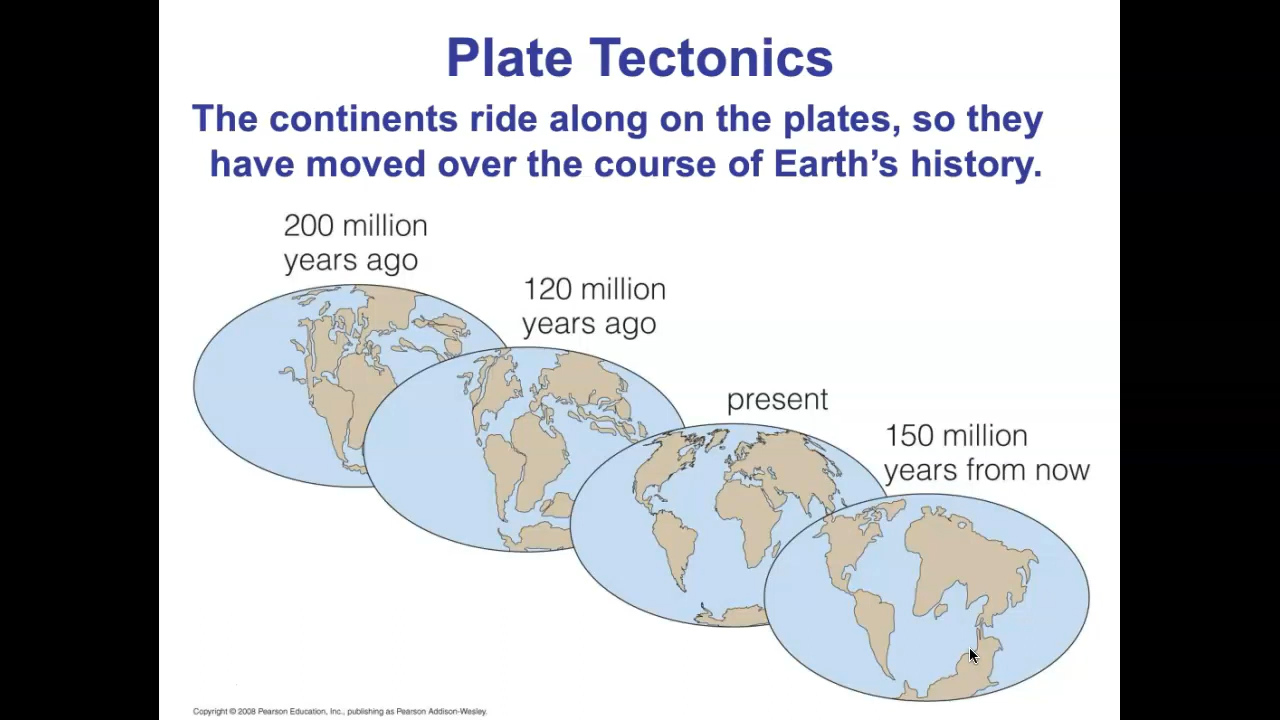 Plate Tectonics
The continents ride along on the plates, so they
have moved over the course of Earth’s history.
200 million
years ago
120 million
years ago
present
150 million
years from now
Copyright © 2008 Pearson Education, Inc., publishing as Pearson Addison-Wesley.